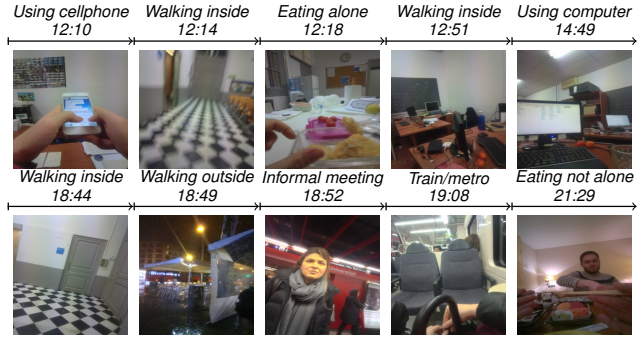 Using cellphone Walking inside Eating alone Walking inside Using computer
12:10 12:14 12:18 12:51 14:49
Walking inside Walking outside Informal meeting Train/metro Eating not alone
18:44 18:49 18:52 19:08 21:29